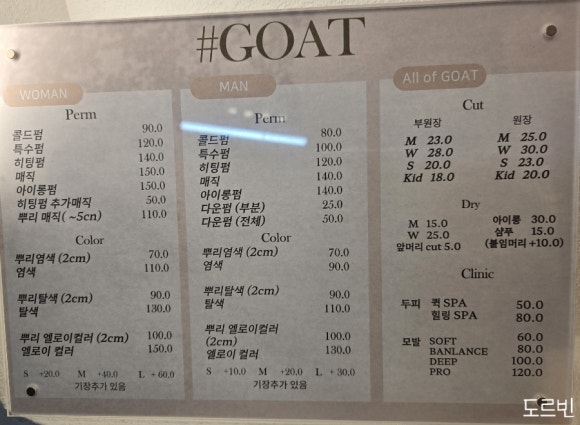 #GOAT
WOMAN
Perm
콜드펌 90.0
특수펌 120.0
히팅펌 140.0
매직 150.0
아이롱펌 150.0
히팅펌 추가매직 50.0
뿌리 매직( ~5cn) 110.0
Color
뿌리염색 (2cm) 70.0
염색 110.0
뿌리탈색 (2cm) 90.0
탈색 130.0
뿌리 엘로이컬러 (2cm) 100.0
엘로이 컬러 150.0
S +20.0 M +40.0 L + 60.0
기장추가 있음
MAN
Perm
콜드펌 80.0
특수펌 100.0
히팅펌 120.0
매직 140.0
아이롱펌 140.0
다운펌 (부분) 25.0
다운펌 (전체) 50.0
Color
뿌리염색 (2cm) 70.0
염색 90.0
뿌리탈색 (2cm) 90.0
탈색 110.0
뿌리 엘로이컬러
(2cm) 100.0
엘로이 컬러 130.0
S +10.0 M +20.0 L + 30.0
기장추가 있음
All of GOAT
Cut
부원장 원장
M 23.0 M 25.0
W 28.0 W 30.0
S 20.0 S 23.0
Kid 18.0 Kid 20.0
Dry
M 15.0 아이롱 30.0
W 25.0 샴푸 15.0
앞머리 cut 5.0 (붙임머리 +10.0)
Clinic
두피 퀵 SPA 50.0
힐링 SPA 80.0
모발 SOFT 60.0
BANLANCE 80.0
DEEP 100.0
PRO 120.0
도르빈